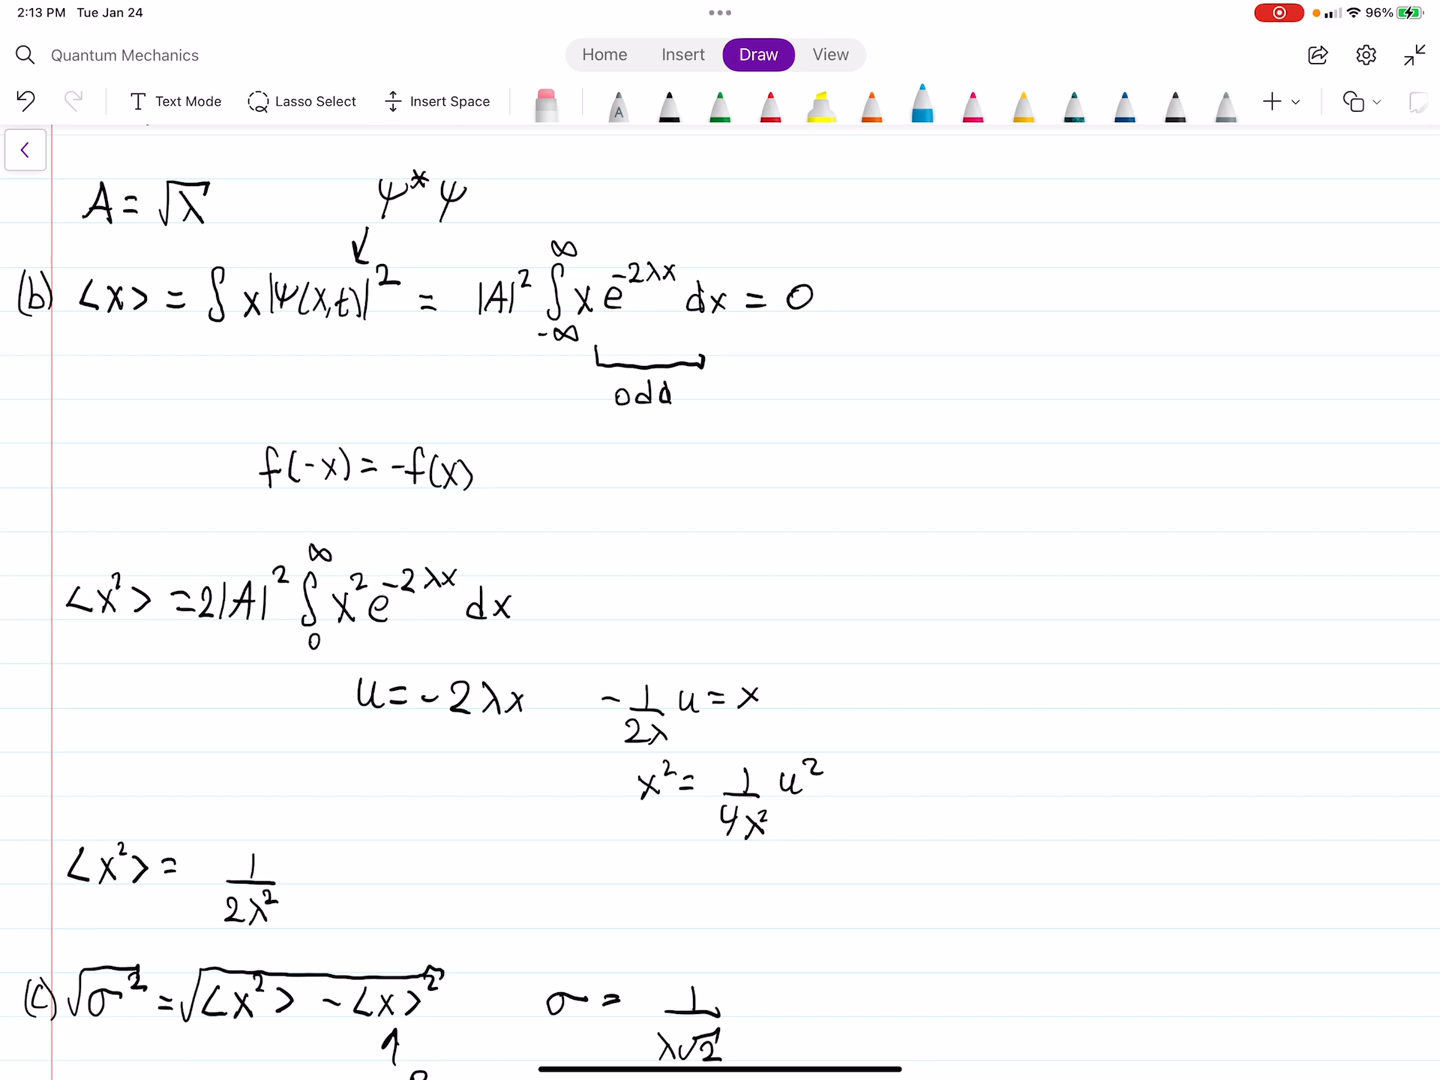 2:13 PM Tue Jan 24
96%
Quantum Mechanics
Home Insert Draw View
Text Mode Lasso Select Insert Space
A = √λ ψ*ψ
(b) <x> = ∫ x|Ψ(x,t)|² = |A|² ∫_{-∞}^{∞} x e^{-2λx} dx = 0
odd
f(-x) = -f(x)
<x²> = 2|A|² ∫_0^∞ x² e^{-2λx} dx
u = -2λx -1/2λ u = x
x² = 1/4λ² u²
<x²> = 1/2λ²
(c) √σ² = √<x²> - <x>² σ = 1/λ√2